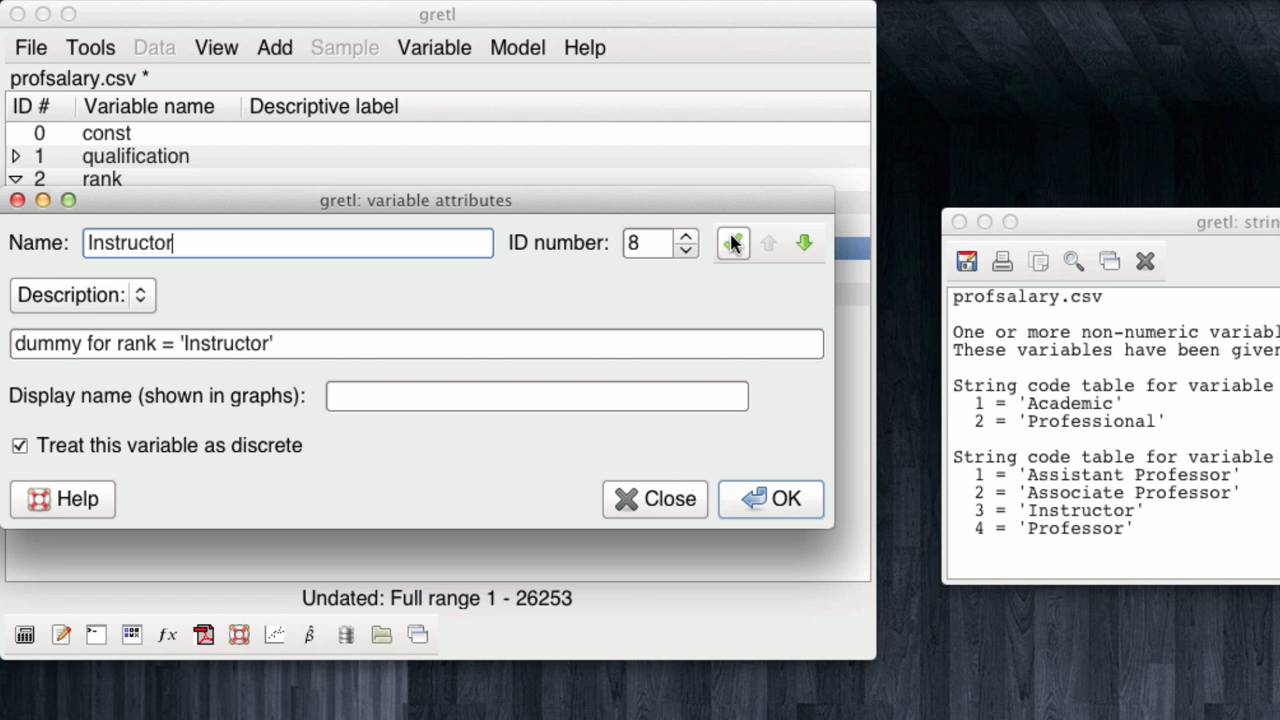 gretl
File Tools Data View Add Sample Variable Model Help
profsalary.csv *
ID # Variable name Descriptive label
0 const
1 qualification
2 rank
gretl: variable attributes
Name: Instructor ID number: 8
Description:
dummy for rank = 'Instructor'
Display name (shown in graphs):
Treat this variable as discrete
Help Close OK
Undated: Full range 1 - 26253
fx β̂
gretl:
profsalary.csv
One or more non-numeric
These variables have been
String code table for variable
1 = 'Academic'
2 = 'Professional'
String code table for variable
1 = 'Assistant Professor'
2 = 'Associate Professor'
3 = 'Instructor'
4 = 'Professor'